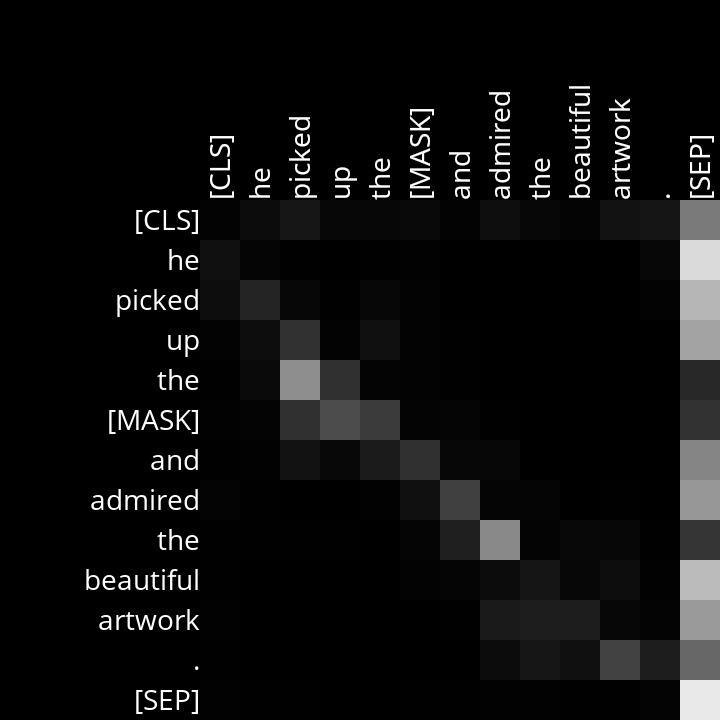 [CLS] he picked up the [MASK] and admired the beautiful artwork . [SEP]
[CLS]
he
picked
up
the
[MASK]
and
admired
the
beautiful
artwork
.
[SEP]